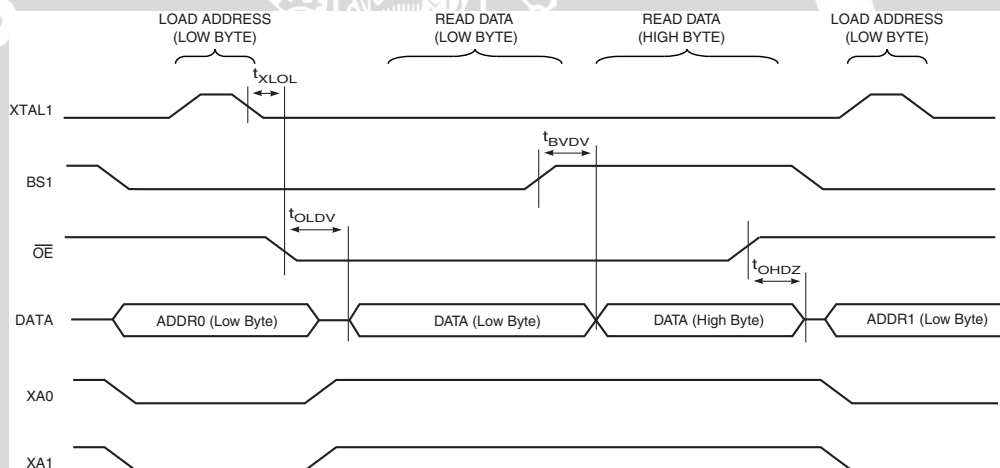 LOAD ADDRESS
(LOW BYTE)
READ DATA
(LOW BYTE)
READ DATA
(HIGH BYTE)
LOAD ADDRESS
(LOW BYTE)
tXLOL
XTAL1
tBVDV
BS1
tOLDV
OE
tOHDZ
DATA
ADDR0 (Low Byte)
DATA (Low Byte)
DATA (High Byte)
ADDR1 (Low Byte)
XA0
XA1